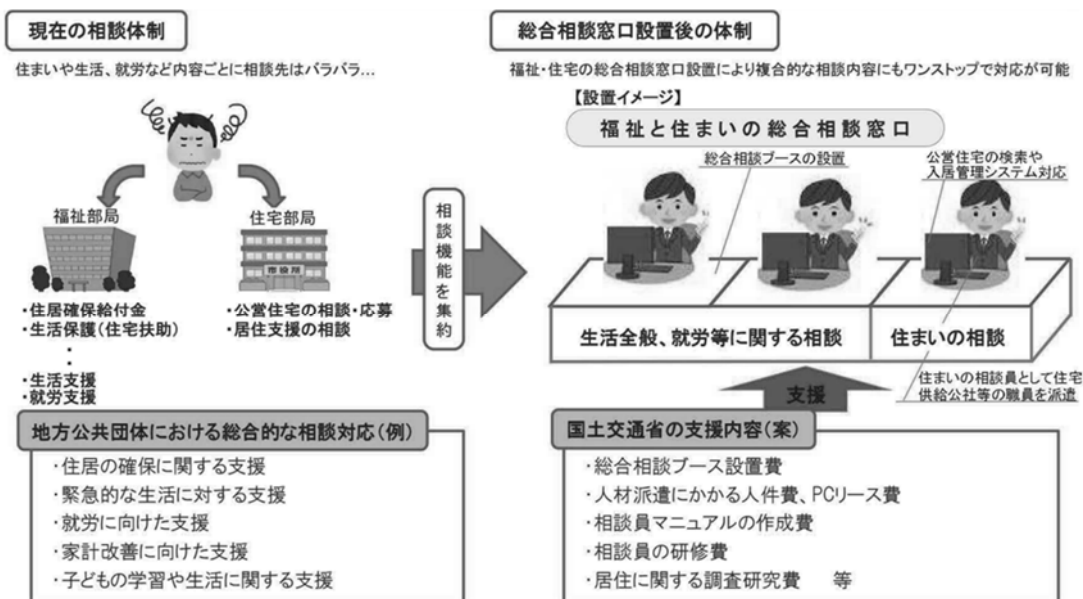 現在の相談体制
住まいや生活、就労など内容ごとに相談先はバラバラ…
福祉部局
住宅部局
市役所
・住居確保給付金
・生活保護(住宅扶助)
・
・
・生活支援
・就労支援
・公営住宅の相談・応募
・居住支援の相談
地方公共団体における総合的な相談対応(例)
・住居の確保に関する支援
・緊急的な生活に対する支援
・就労に向けた支援
・家計改善に向けた支援
・子どもの学習や生活に関する支援
相談機能を集約
総合相談窓口設置後の体制
福祉・住宅の総合相談窓口設置により複合的な相談内容にもワンストップで対応が可能
【設置イメージ】
福祉と住まいの総合相談窓口
総合相談ブースの設置
公営住宅の検索や
入居管理システム対応
生活全般、就労等に関する相談
住まいの相談
住まいの相談員として住宅
供給公社等の職員を派遣
支援
国土交通省の支援内容(案)
・総合相談ブース設置費
・人材派遣にかかる人件費、PCリース費
・相談員マニュアルの作成費
・相談員の研修費
・居住に関する調査研究費　等